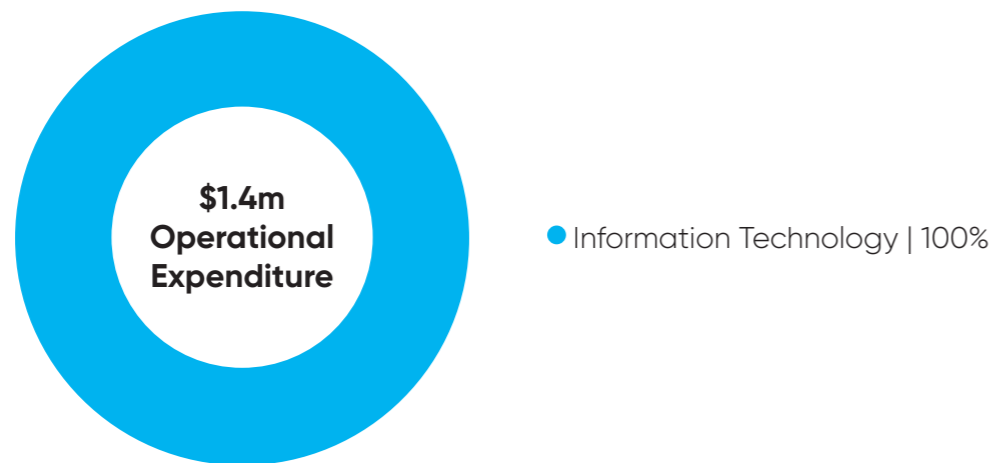 $1.4m
Operational
Expenditure
Information Technology | 100%